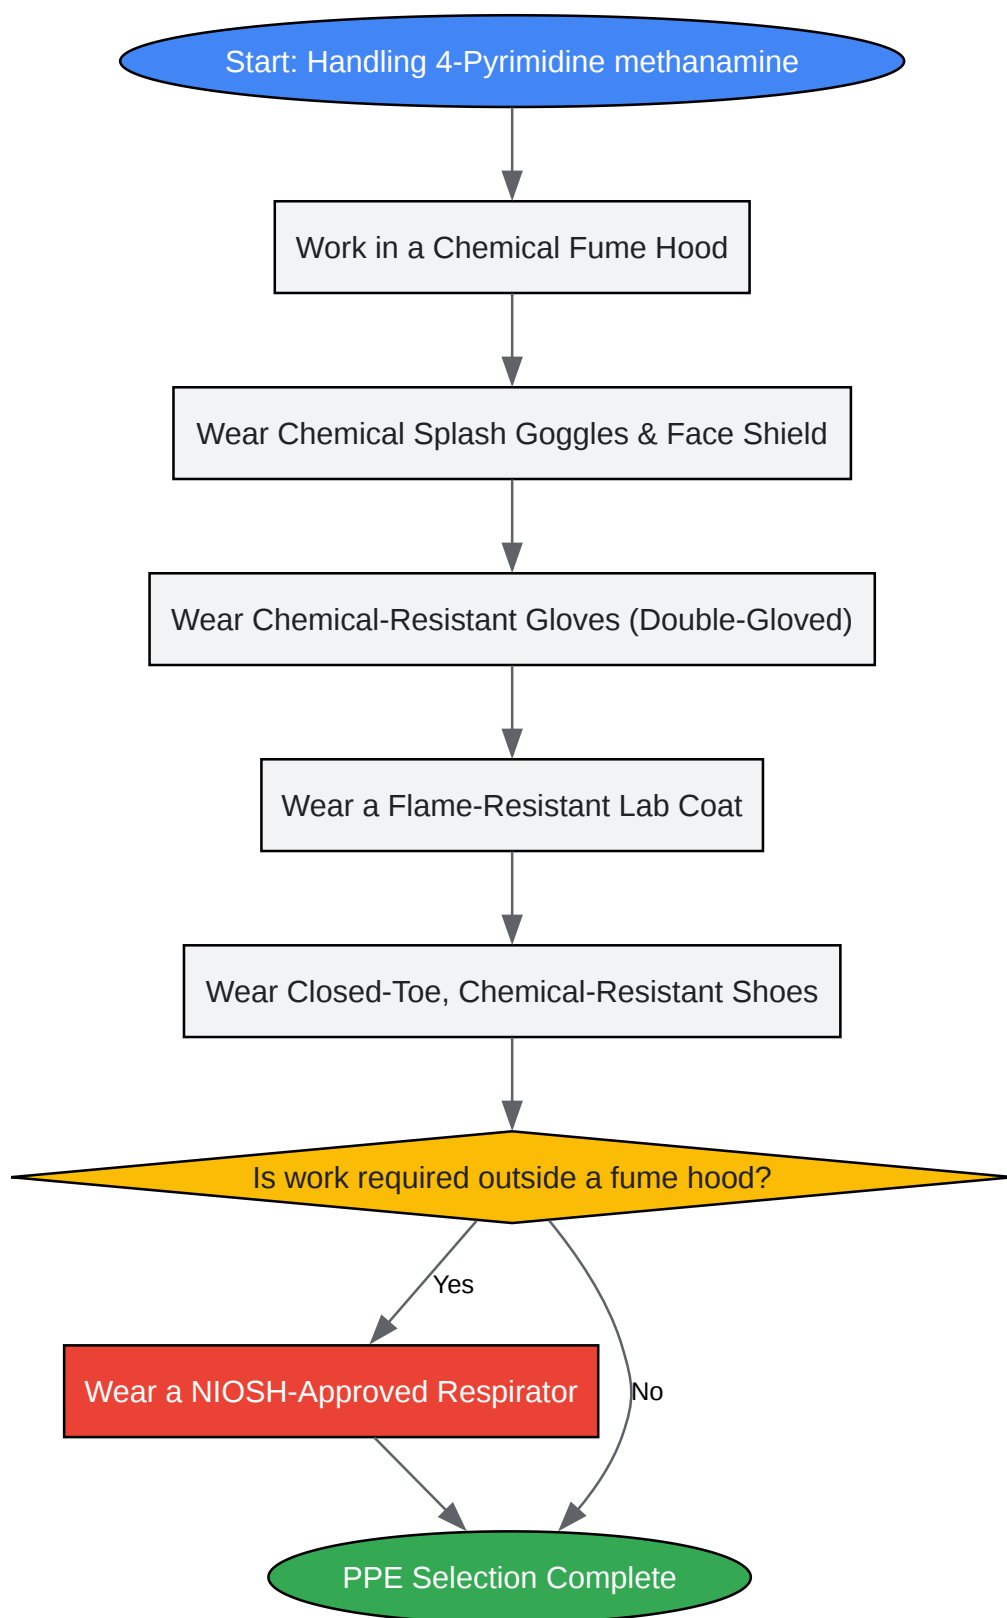 Start: Handling 4-Pyrimidine methanamine
Work in a Chemical Fume Hood
Wear Chemical Splash Goggles & Face Shield
Wear Chemical-Resistant Gloves (Double-Gloved)
Wear a Flame-Resistant Lab Coat
Wear Closed-Toe, Chemical-Resistant Shoes
Is work required outside a fume hood?
Yes
Wear a NIOSH-Approved Respirator
No
PPE Selection Complete